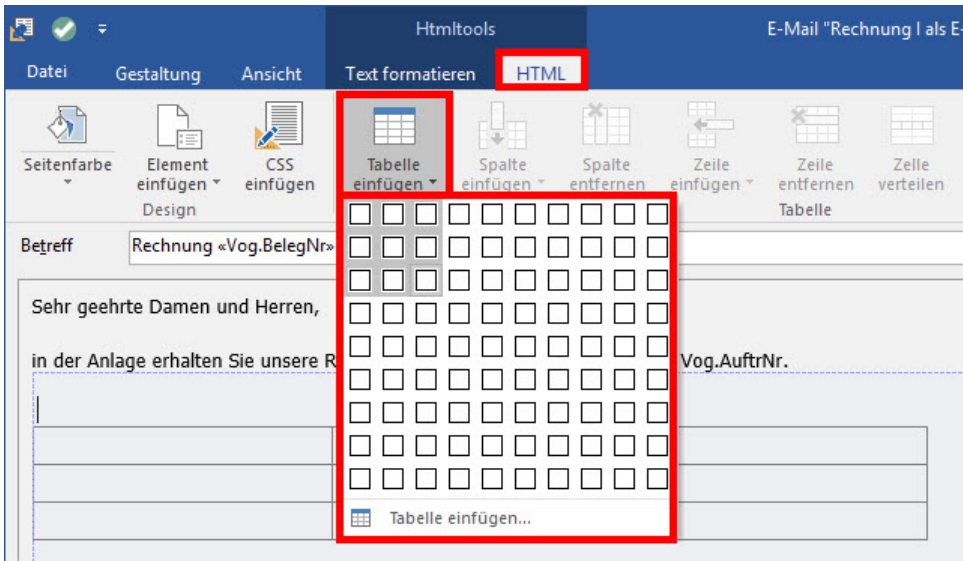 Htmltools
E-Mail "Rechnung I als E-
Datei Gestaltung Ansicht Text formatieren HTML
Seitenfarbe
Element einfügen
CSS einfügen
Tabelle einfügen
Spalte einfügen
Spalte entfernen
Zeile einfügen
Zeile entfernen
Zelle verteilen
Design
Tabelle
Betreff
Rechnung «Vog.BelegNr»
Sehr geehrte Damen und Herren,
in der Anlage erhalten Sie unsere R Vog.AuftrNr.
Tabelle einfügen...